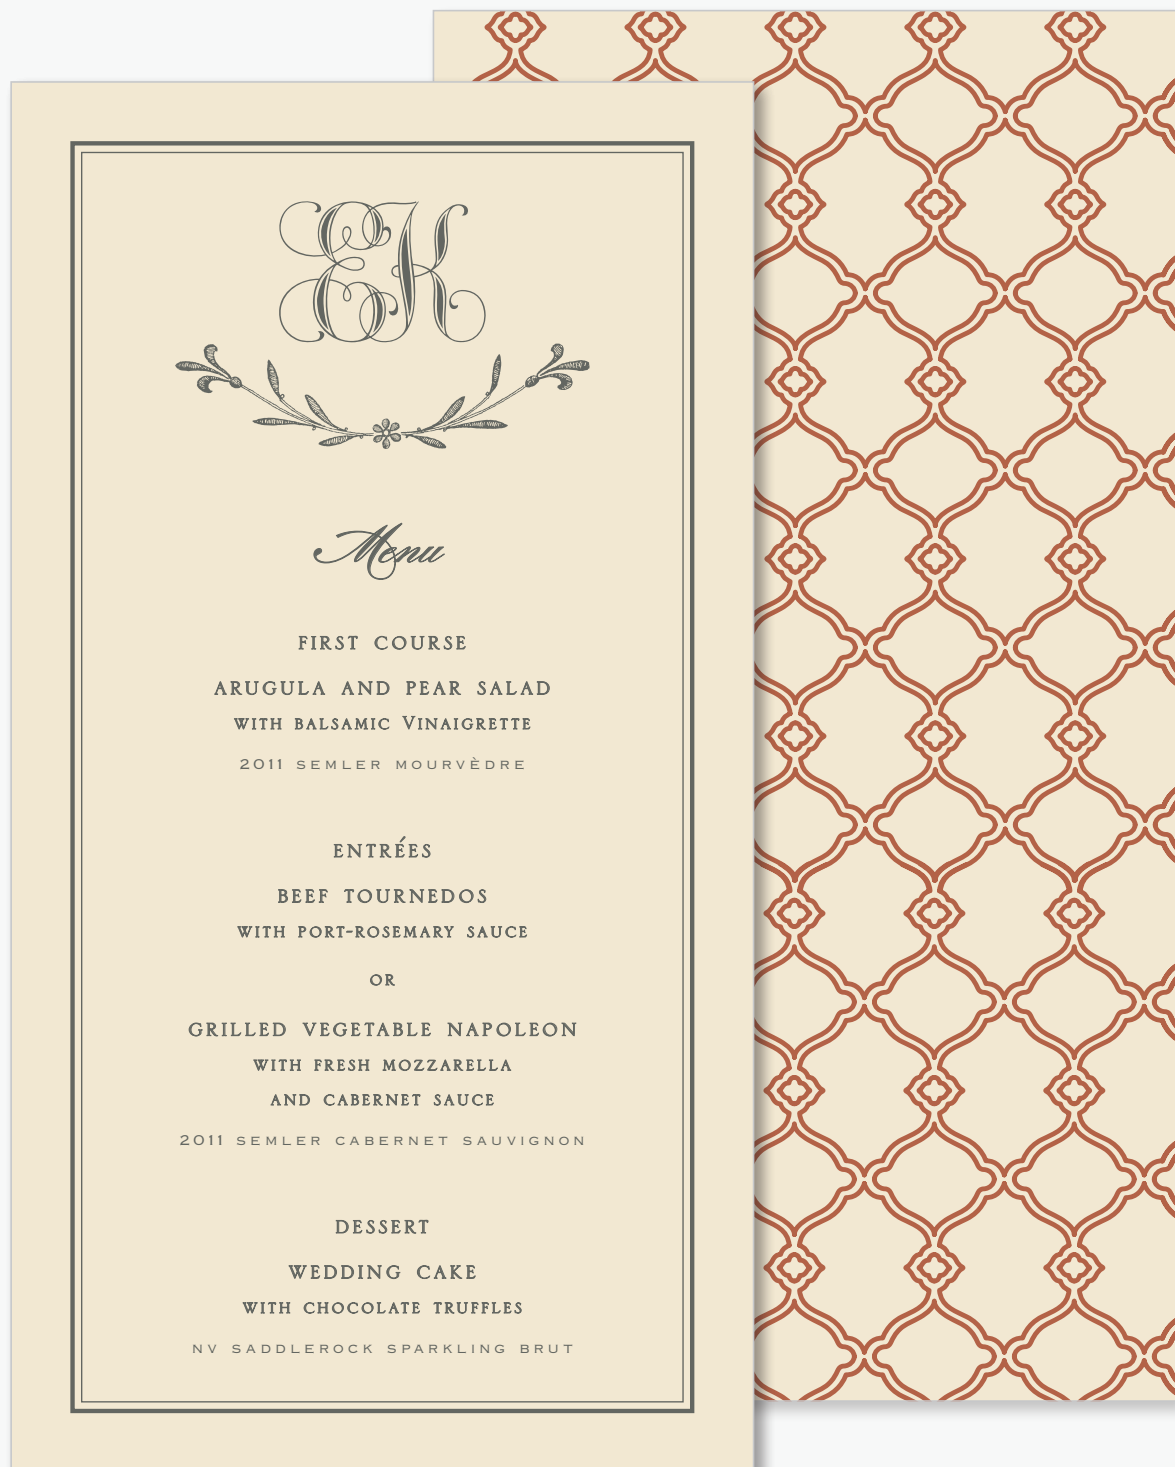 EK
Menu
FIRST COURSE
ARUGULA AND PEAR SALAD
WITH BALSAMIC VINAIGRETTE
2011 SEMLER MOURVÈDRE
ENTRÉES
BEEF TOURNEDOS
WITH PORT-ROSEMARY SAUCE
OR
GRILLED VEGETABLE NAPOLEON
WITH FRESH MOZZARELLA
AND CABERNET SAUCE
2011 SEMLER CABERNET SAUVIGNON
DESSERT
WEDDING CAKE
WITH CHOCOLATE TRUFFLES
NV SADDLEROCK SPARKLING BRUT